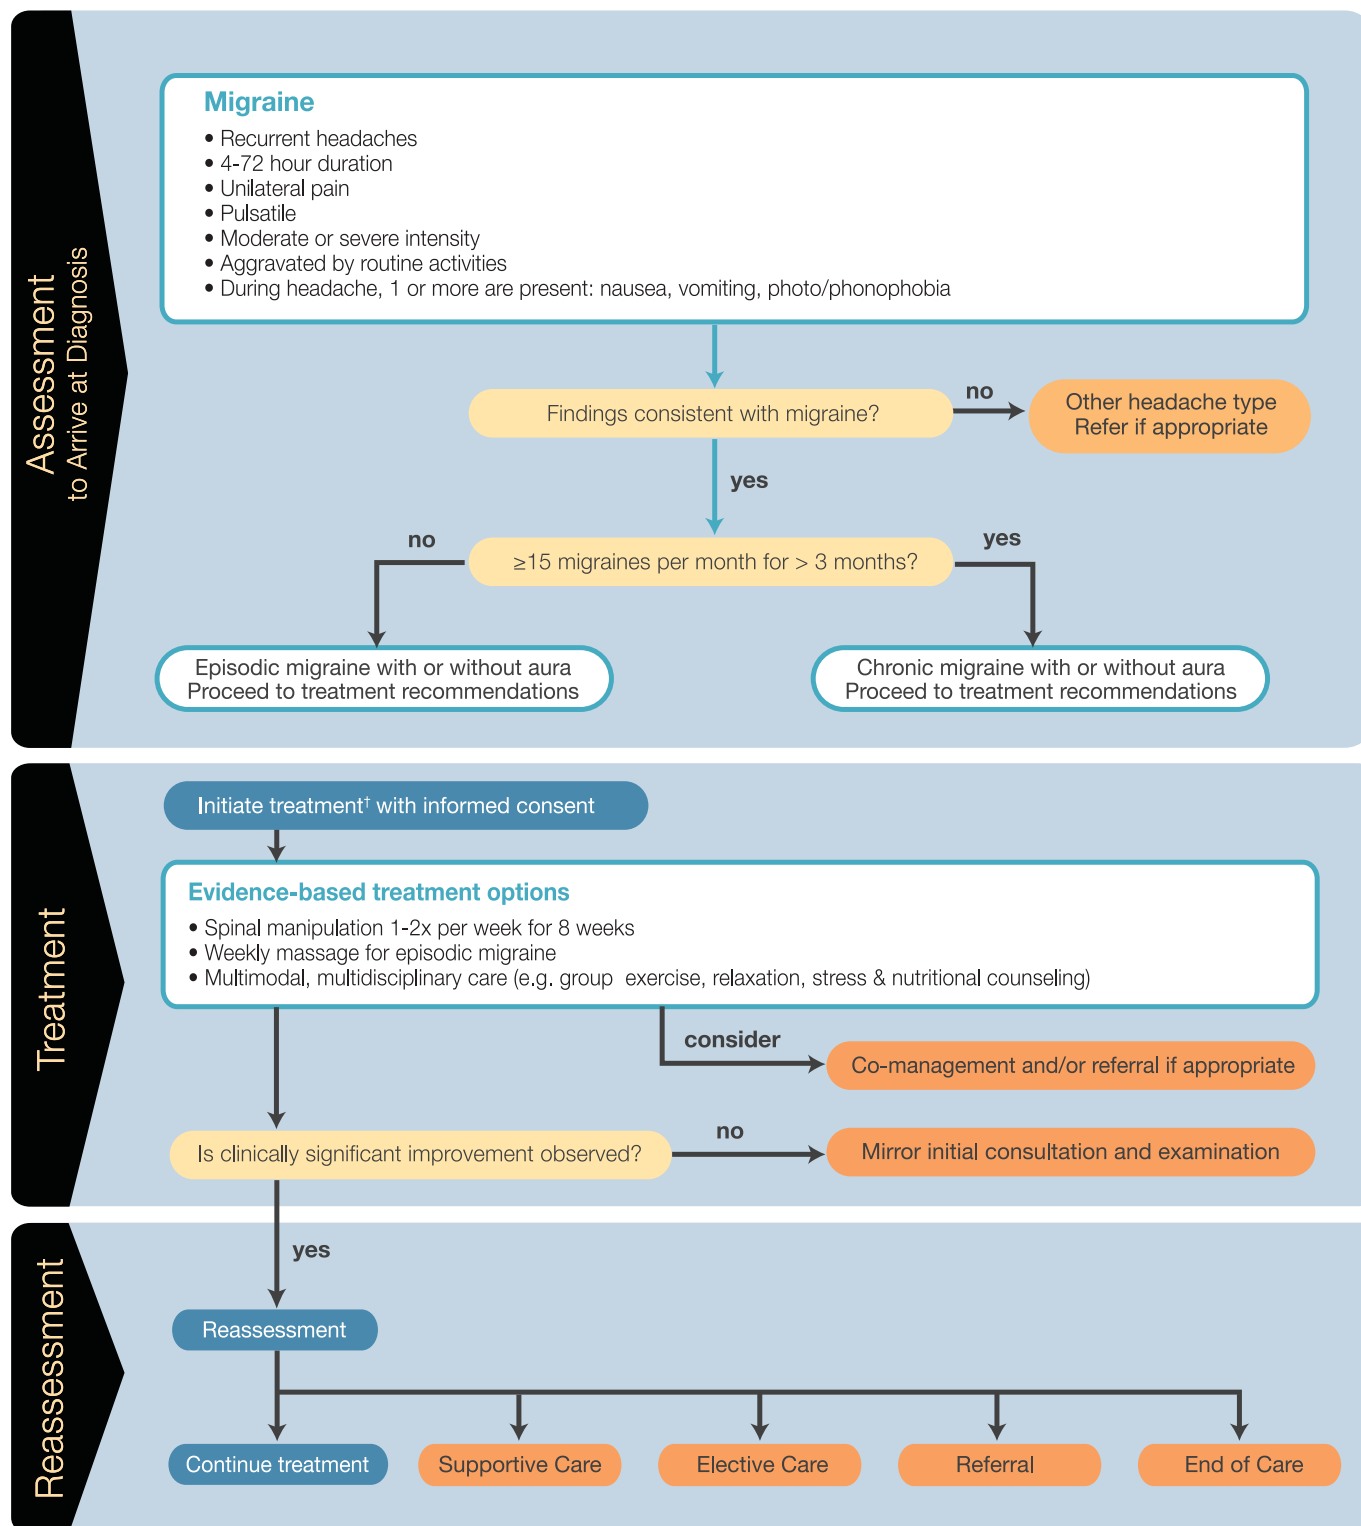 Assessment
to Arrive at Diagnosis
Migraine
• Recurrent headaches
• 4-72 hour duration
• Unilateral pain
• Pulsatile
• Moderate or severe intensity
• Aggravated by routine activities
• During headache, 1 or more are present: nausea, vomiting, photo/phonophobia
Findings consistent with migraine?
no
Other headache type
Refer if appropriate
yes
no
≥15 migraines per month for > 3 months?
yes
Episodic migraine with or without aura
Proceed to treatment recommendations
Chronic migraine with or without aura
Proceed to treatment recommendations
Treatment
Initiate treatment† with informed consent
Evidence-based treatment options
• Spinal manipulation 1-2x per week for 8 weeks
• Weekly massage for episodic migraine
• Multimodal, multidisciplinary care (e.g. group exercise, relaxation, stress & nutritional counseling)
consider
Co-management and/or referral if appropriate
Is clinically significant improvement observed?
no
Mirror initial consultation and examination
Reassessment
yes
Reassessment
Continue treatment
Supportive Care
Elective Care
Referral
End of Care